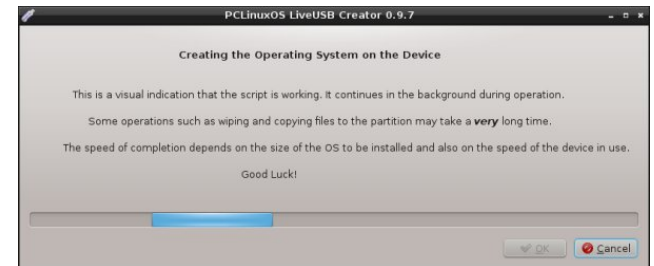 PCLinuxOS LiveUSB Creator 0.9.7
Creating the Operating System on the Device
This is a visual indication that the script is working. It continues in the background during operation.
Some operations such as wiping and copying files to the partition may take a very long time.
The speed of completion depends on the size of the OS to be installed and also on the speed of the device in use.
Good Luck!
OK Cancel